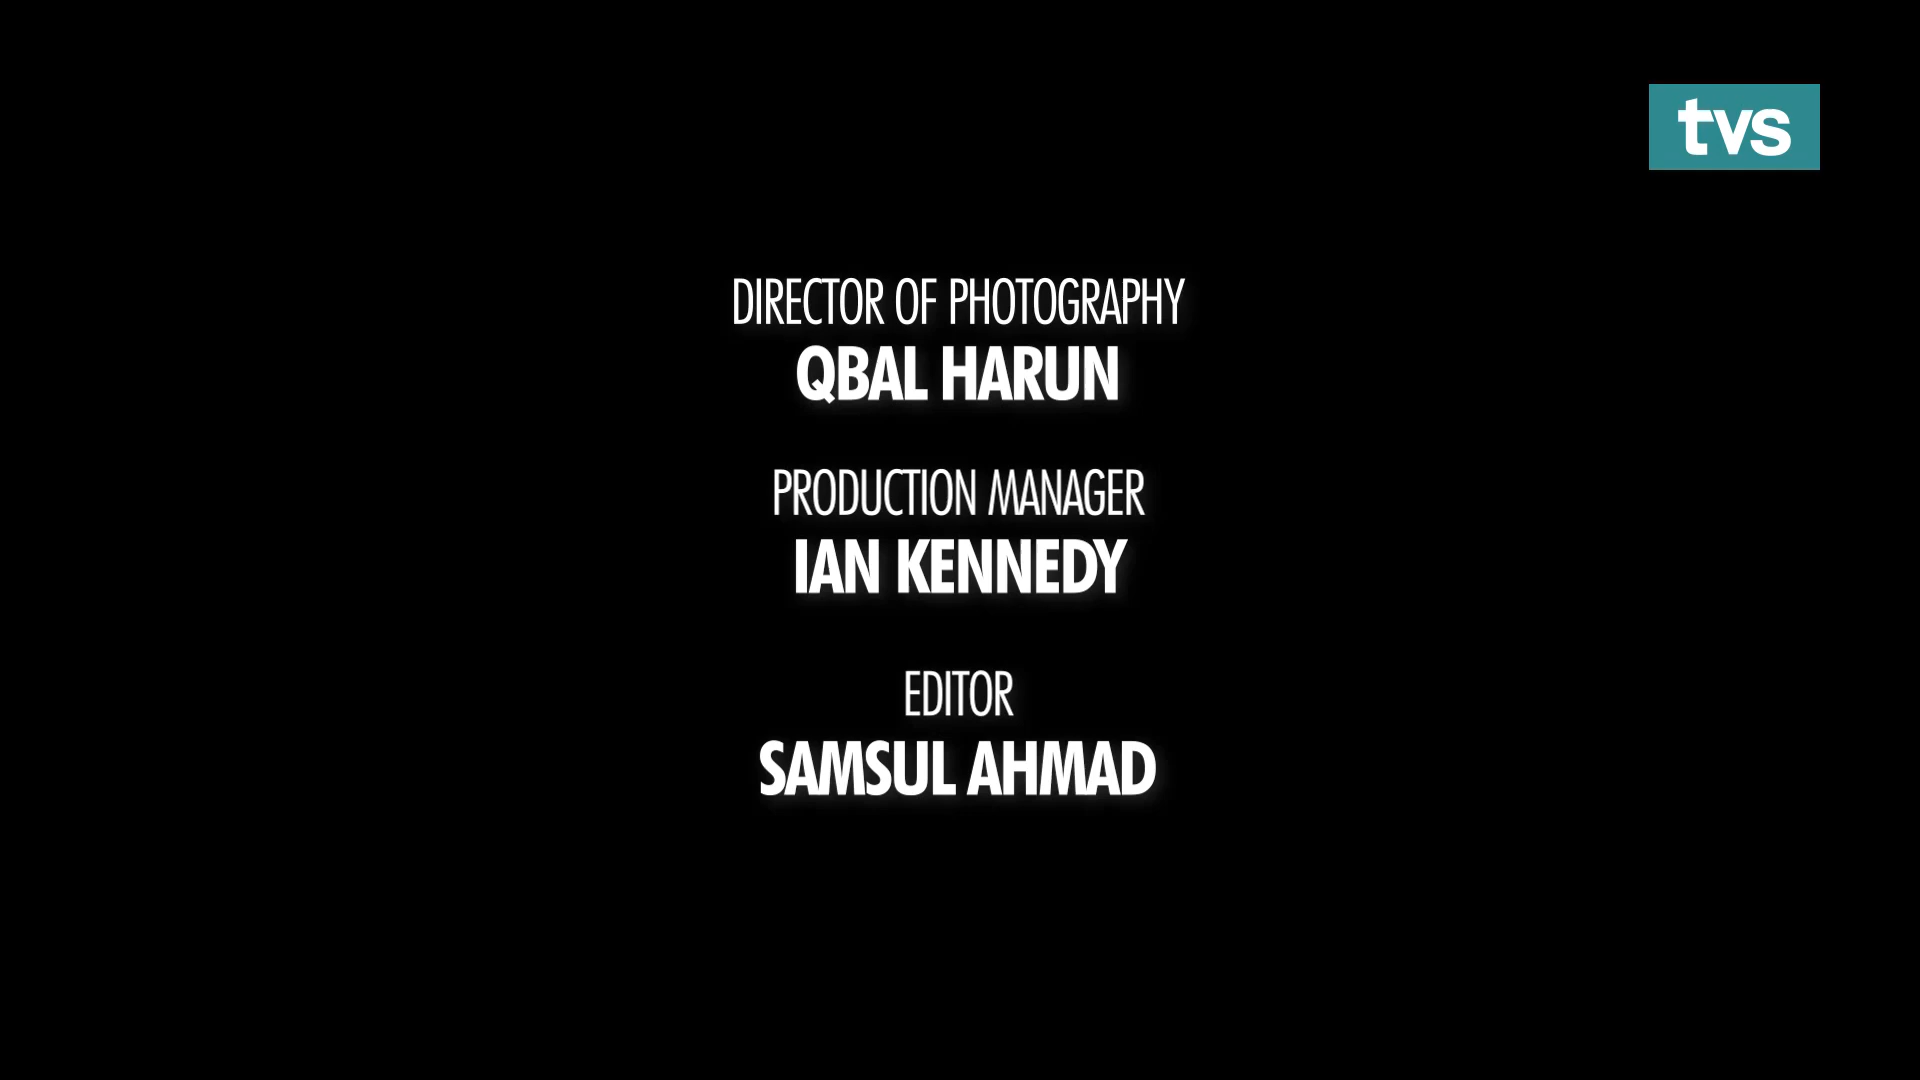 tvs
DIRECTOR OF PHOTOGRAPHY
QBAL HARUN
PRODUCTION MANAGER
IAN KENNEDY
EDITOR
SAMSUL AHMAD